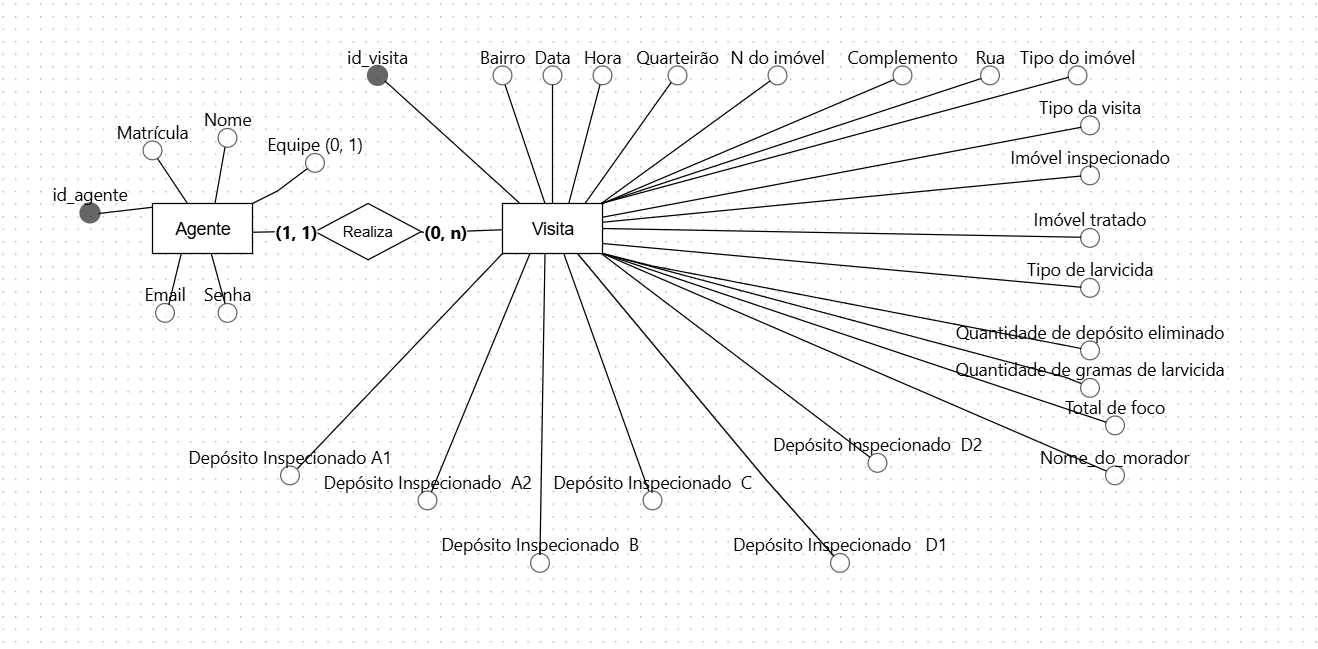 id_visita
Bairro
Data
Hora
Quarteirão
N do imóvel
Complemento
Rua
Tipo do imóvel
Tipo da visita
Nome
Matrícula
Equipe (0, 1)
Imóvel inspecionado
id_agente
Imóvel tratado
Agente
(1, 1)
Realiza
(0, n)
Visita
Tipo de larvicida
Email
Senha
Quantidade de depósito eliminado
Quantidade de gramas de larvicida
Total de foco
Depósito Inspecionado D2
Nome_do_morador
Depósito Inspecionado A1
Depósito Inspecionado A2
Depósito Inspecionado C
Depósito Inspecionado B
Depósito Inspecionado D1